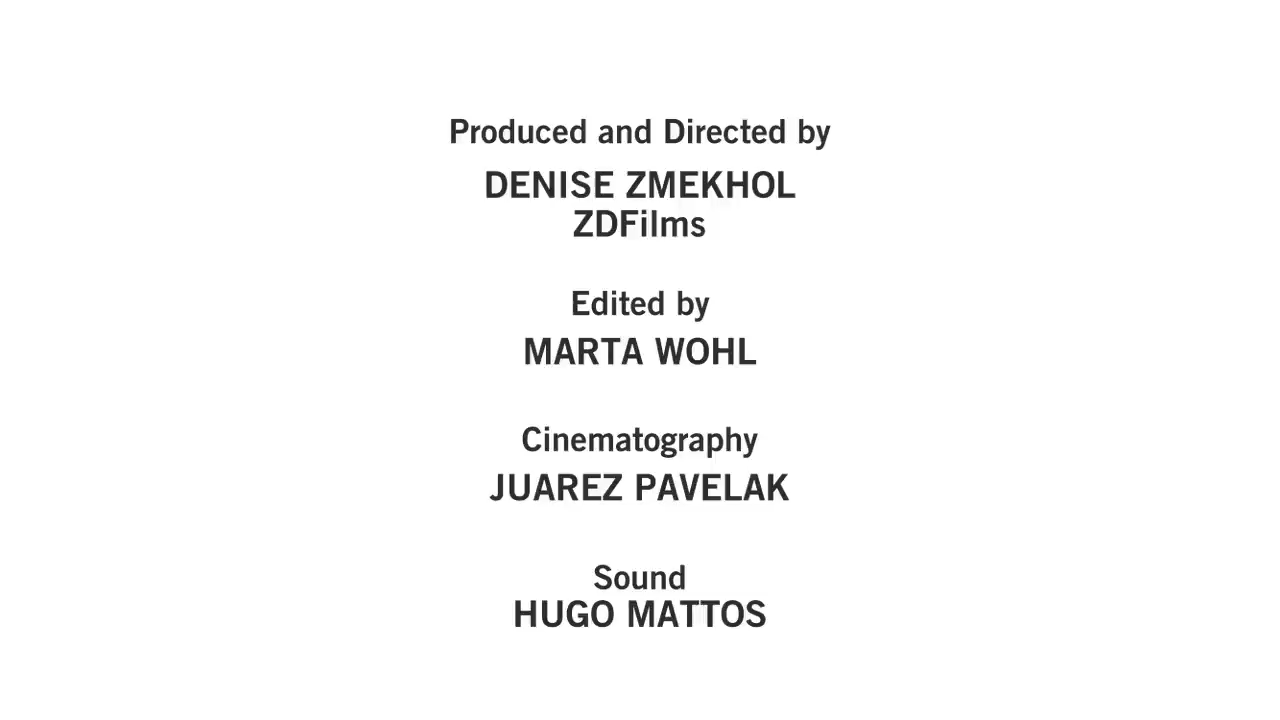 Produced and Directed by
DENISE ZMEKHOL
ZDFilms
Edited by
MARTA WOHL
Cinematography
JUAREZ PAVELAK
Sound
HUGO MATTOS